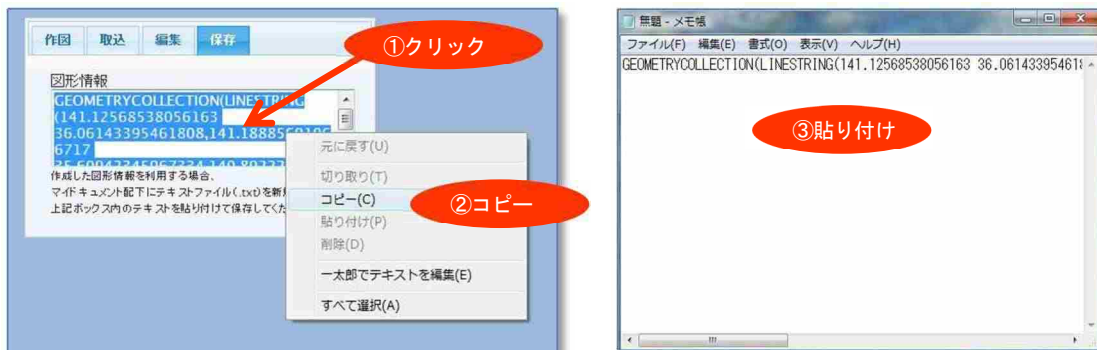 作図 取込 編集 保存
①クリック
図形情報
GEOMETRYCOLLECTION(LINESTRING
(141.12568538056163
36.06143395461808,141.1888560106
6717
作成した図形情報を利用する場合、
マイドキュメント配下にテキストファイル(.txt)を新
上記ボックス内のテキストを貼り付けて保存してくだ
元に戻す(U)
切り取り(T)
コピー(C)
②コピー
貼り付け(P)
削除(D)
一太郎でテキストを編集(E)
すべて選択(A)
無題 - メモ帳
ファイル(F) 編集(E) 書式(O) 表示(V) ヘルプ(H)
GEOMETRYCOLLECTION(LINESTRING(141.12568538056163 36.061433954618
③貼り付け